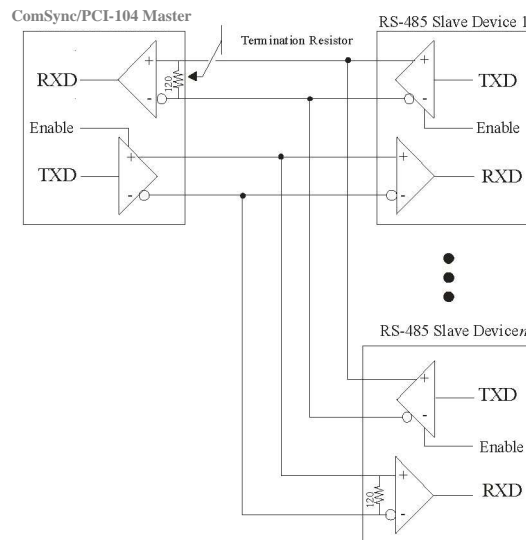 ComSync/PCI-104 Master
RS-485 Slave Device 1
Termination Resistor
+
+
RXD
120
TXD
-
-
Enable
Enable
+
+
TXD
RXD
-
-
RS-485 Slave Device n
+
TXD
-
Enable
+
120
RXD
-